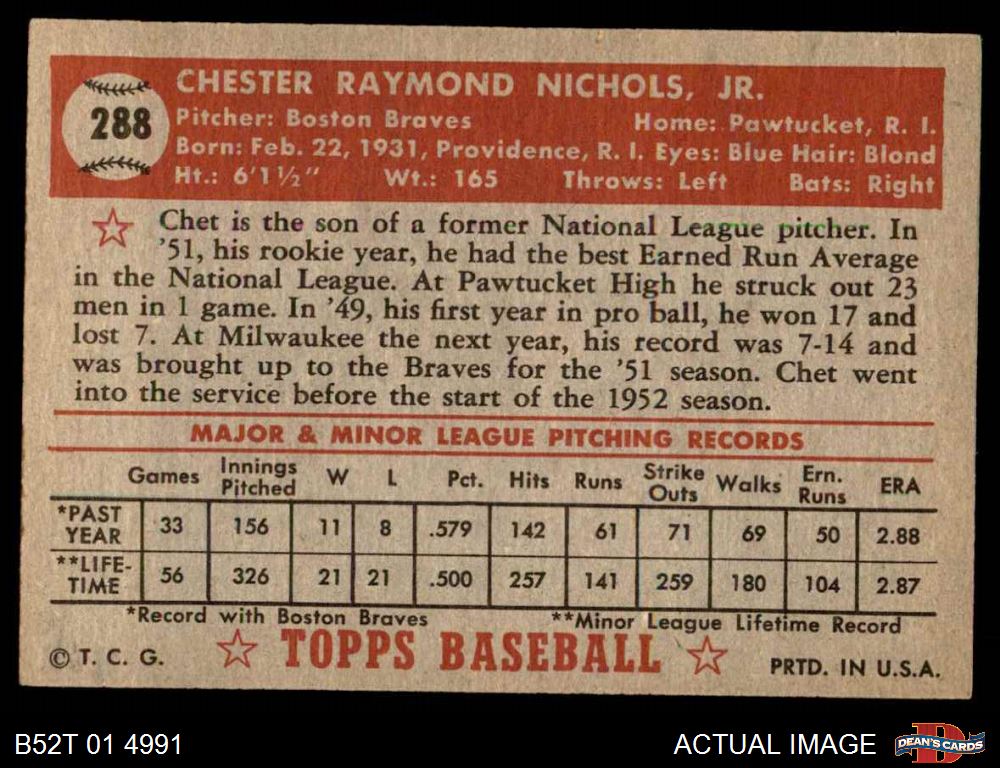 288
CHESTER RAYMOND NICHOLS, JR.
Pitcher: Boston Braves Home: Pawtucket, R. I.
Born: Feb. 22, 1931, Providence, R. I. Eyes: Blue Hair: Blond
Ht.: 6'1½" Wt.: 165 Throws: Left Bats: Right
Chet is the son of a former National League pitcher. In
'51, his rookie year, he had the best Earned Run Average
in the National League. At Pawtucket High he struck out 23
men in 1 game. In '49, his first year in pro ball, he won 17 and
lost 7. At Milwaukee the next year, his record was 7-14 and
was brought up to the Braves for the '51 season. Chet went
into the service before the start of the 1952 season.
MAJOR & MINOR LEAGUE PITCHING RECORDS
Games Innings Pitched W L Pct. Hits Runs Strike Outs Walks Ern. Runs ERA
*PAST YEAR 33 156 11 8 .579 142 61 71 69 50 2.88
**LIFE-TIME 56 326 21 21 .500 257 141 259 180 104 2.87
*Record with Boston Braves **Minor League Lifetime Record
© T. C. G. TOPPS BASEBALL PRTD. IN U.S.A.
B52T 01 4991 ACTUAL IMAGE DEAN'S CARDS